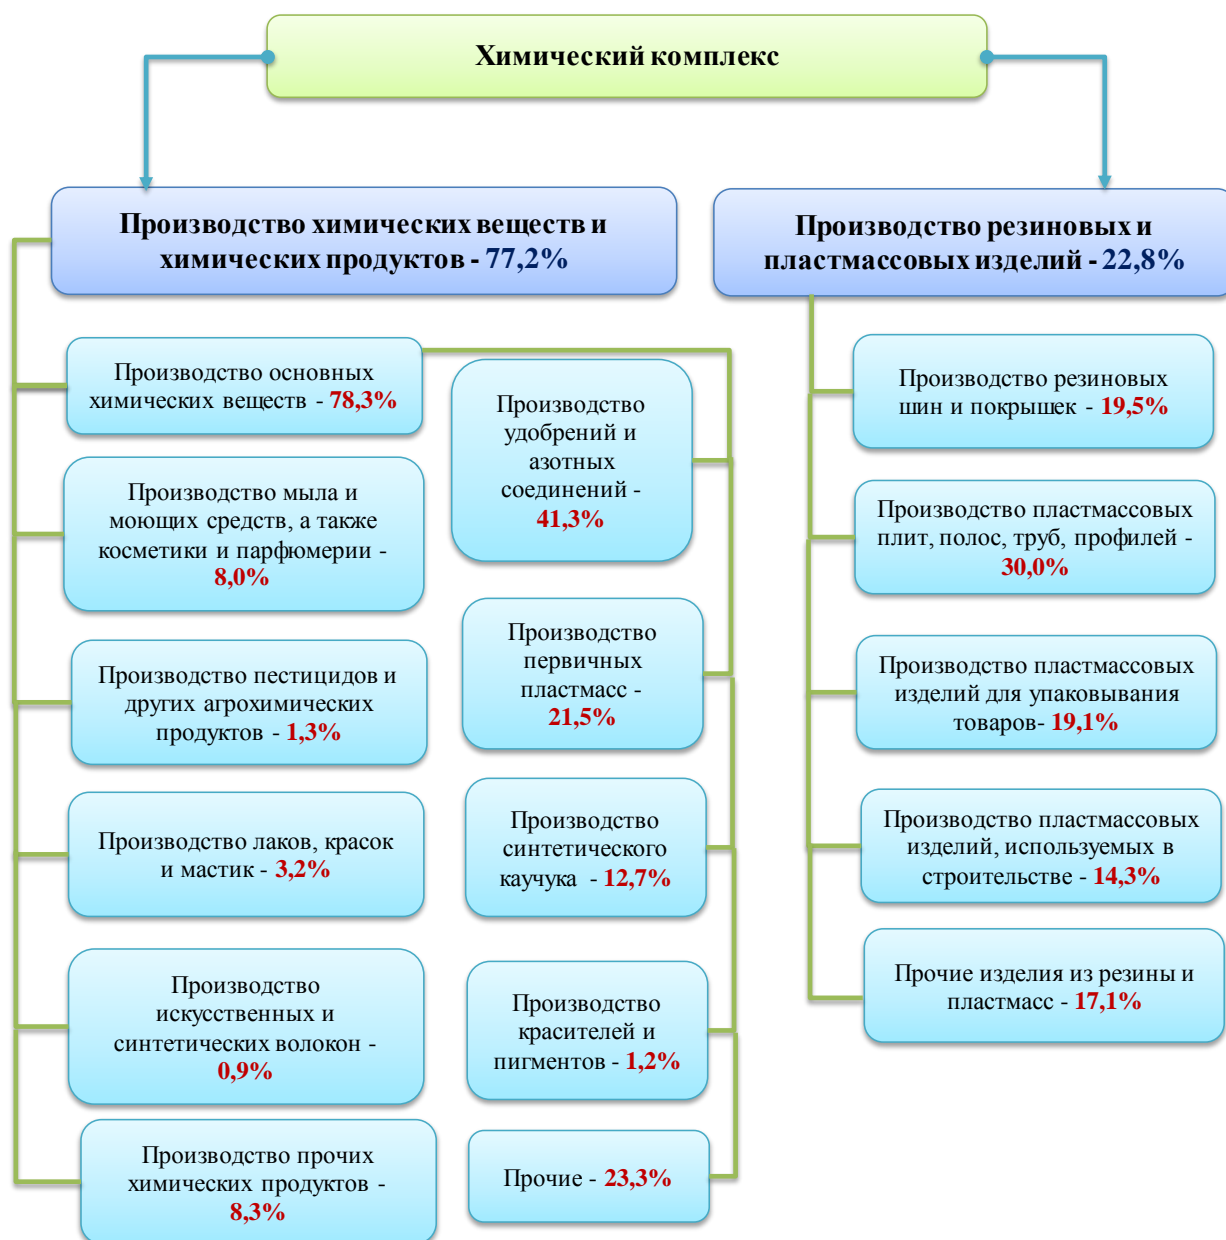 Химический комплекс
Производство химических веществ и
химических продуктов - 77,2%
Производство основных
химических веществ - 78,3%
Производство мыла и
моющих средств, а также
косметики и парфюмерии -
8,0%
Производство пестицидов и
других агрохимических
продуктов - 1,3%
Производство лаков, красок
и мастик - 3,2%
Производство
искусственных и
синтетических волокон -
0,9%
Производство прочих
химических продуктов -
8,3%
Производство
удобрений и
азотных
соединений -
41,3%
Производство
первичных
пластмасс -
21,5%
Производство
синтетического
каучука - 12,7%
Производство
красителей и
пигментов - 1,2%
Прочие - 23,3%
Производство резиновых и
пластмассовых изделий - 22,8%
Производство резиновых
шин и покрышек - 19,5%
Производство пластмассовых
плит, полос, труб, профилей -
30,0%
Производство пластмассовых
изделий для упаковывания
товаров- 19,1%
Производство пластмассовых
изделий, используемых в
строительстве - 14,3%
Прочие изделия из резины и
пластмасс - 17,1%